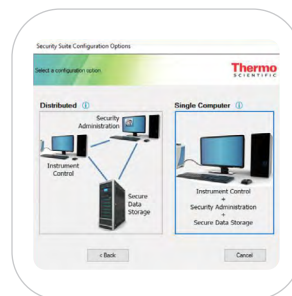 Security Suite Configuration Options
Select a configuration option.
Thermo
SCIENTIFIC
Distributed
Single Computer
Security
Administration
Instrument
Control
Secure
Data
Storage
Instrument Control
+
Security Administration
+
Secure Data Storage
< Back
Cancel